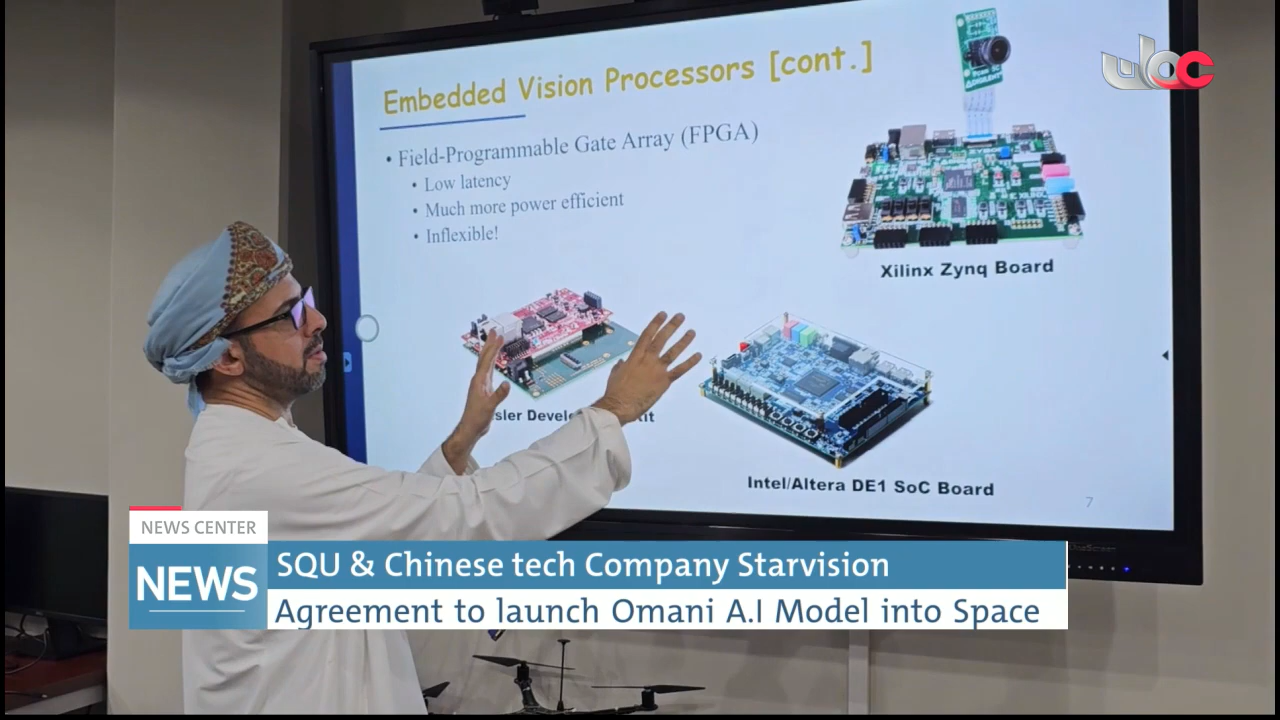 Embedded Vision Processors [cont.]
ubc
• Field-Programmable Gate Array (FPGA)
• Low latency
• Much more power efficient
• Inflexible!
Xilinx Zynq Board
Intel/Altera DE1 SoC Board
7
NEWS CENTER
NEWS
SQU & Chinese tech Company Starvision
Agreement to launch Omani A.I Model into Space